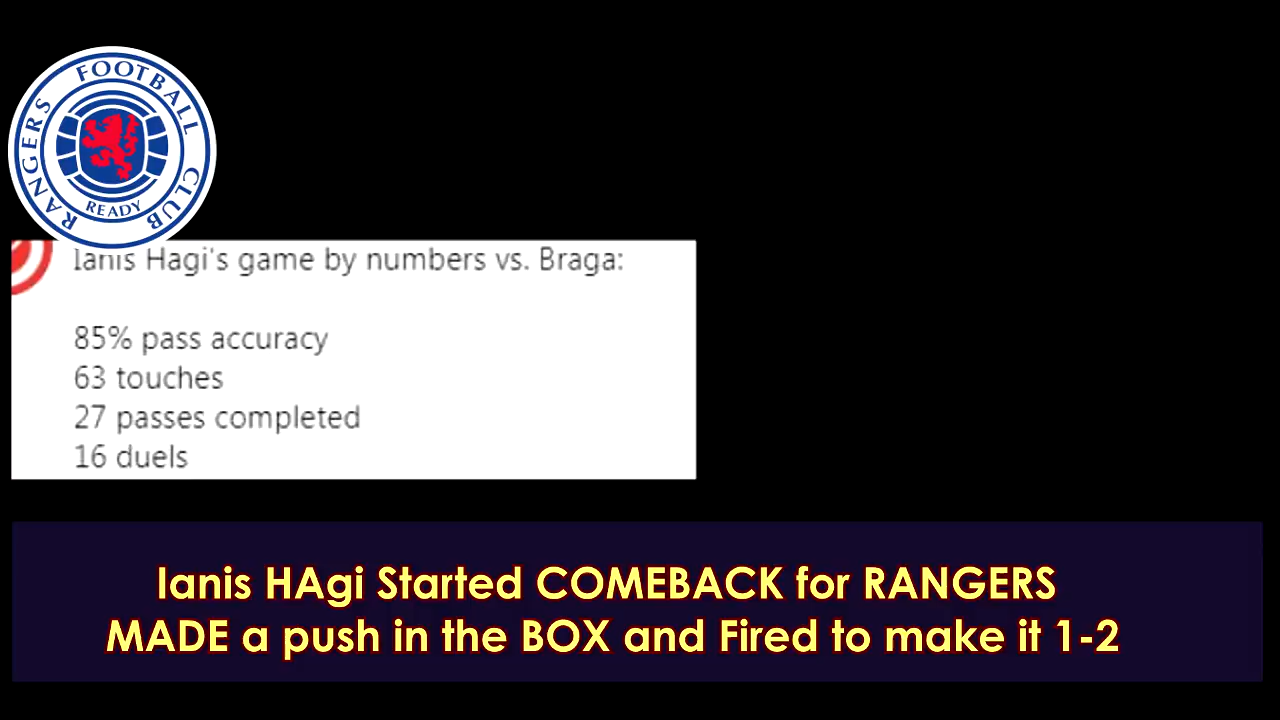 RANGERS FOOTBALL CLUB
READY
Ianis Hagi's game by numbers vs. Braga:
85% pass accuracy
63 touches
27 passes completed
16 duels
Ianis HAgi Started COMEBACK for RANGERS
MADE a push in the BOX and Fired to make it 1-2